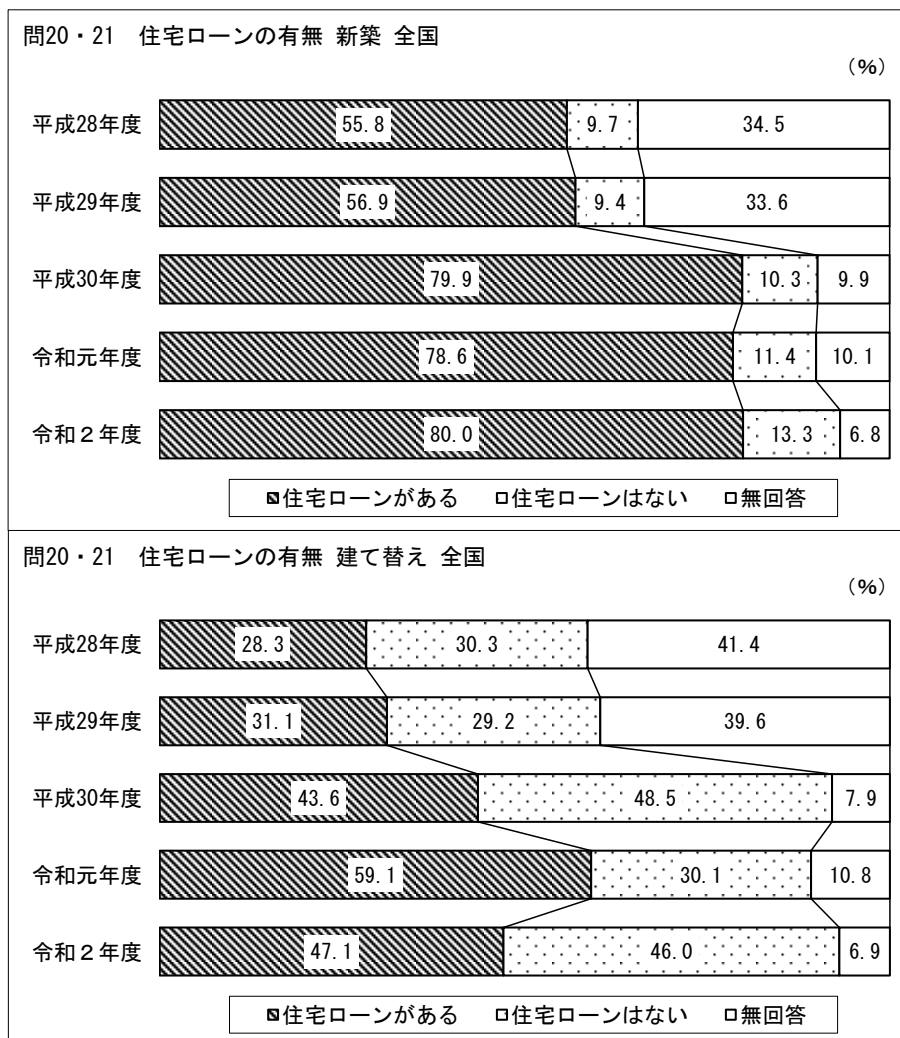 問20・21　住宅ローンの有無 新築 全国
（%）
平成28年度 55.8 9.7 34.5
平成29年度 56.9 9.4 33.6
平成30年度 79.9 10.3 9.9
令和元年度 78.6 11.4 10.1
令和２年度 80.0 13.3 6.8
住宅ローンがある 住宅ローンはない 無回答
問20・21　住宅ローンの有無 建て替え 全国
（%）
平成28年度 28.3 30.3 41.4
平成29年度 31.1 29.2 39.6
平成30年度 43.6 48.5 7.9
令和元年度 59.1 30.1 10.8
令和２年度 47.1 46.0 6.9
住宅ローンがある 住宅ローンはない 無回答